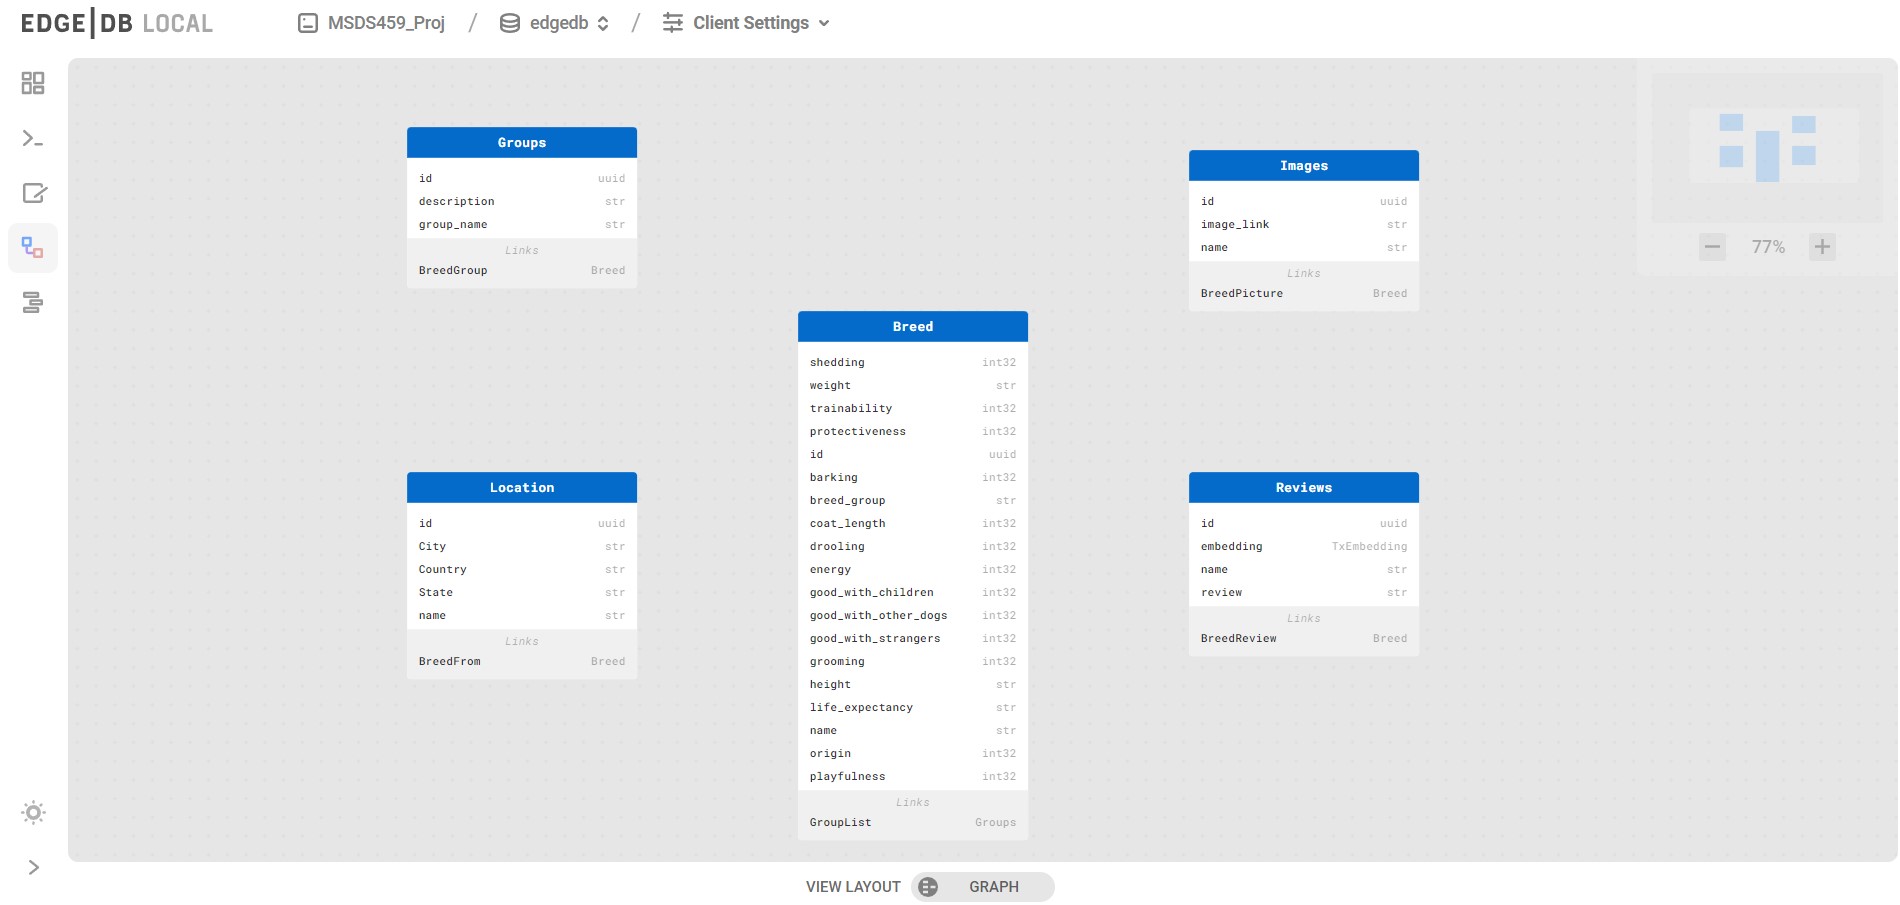 EDGE|DB LOCAL
MSDS459_Proj / edgedb / Client Settings
77%
Groups
id uuid
description str
group_name str
Links
BreedGroup Breed
Images
id uuid
image_link str
name str
Links
BreedPicture Breed
Breed
shedding int32
weight str
trainability int32
protectiveness int32
id uuid
barking int32
breed_group str
coat_length int32
drooling int32
energy int32
good_with_children int32
good_with_other_dogs int32
good_with_strangers int32
grooming int32
height str
life_expectancy str
name str
origin int32
playfulness int32
Links
GroupList Groups
Location
id uuid
City str
Country str
State str
name str
Links
BreedFrom Breed
Reviews
id uuid
embedding TxEmbedding
name str
review str
Links
BreedReview Breed
VIEW LAYOUT GRAPH